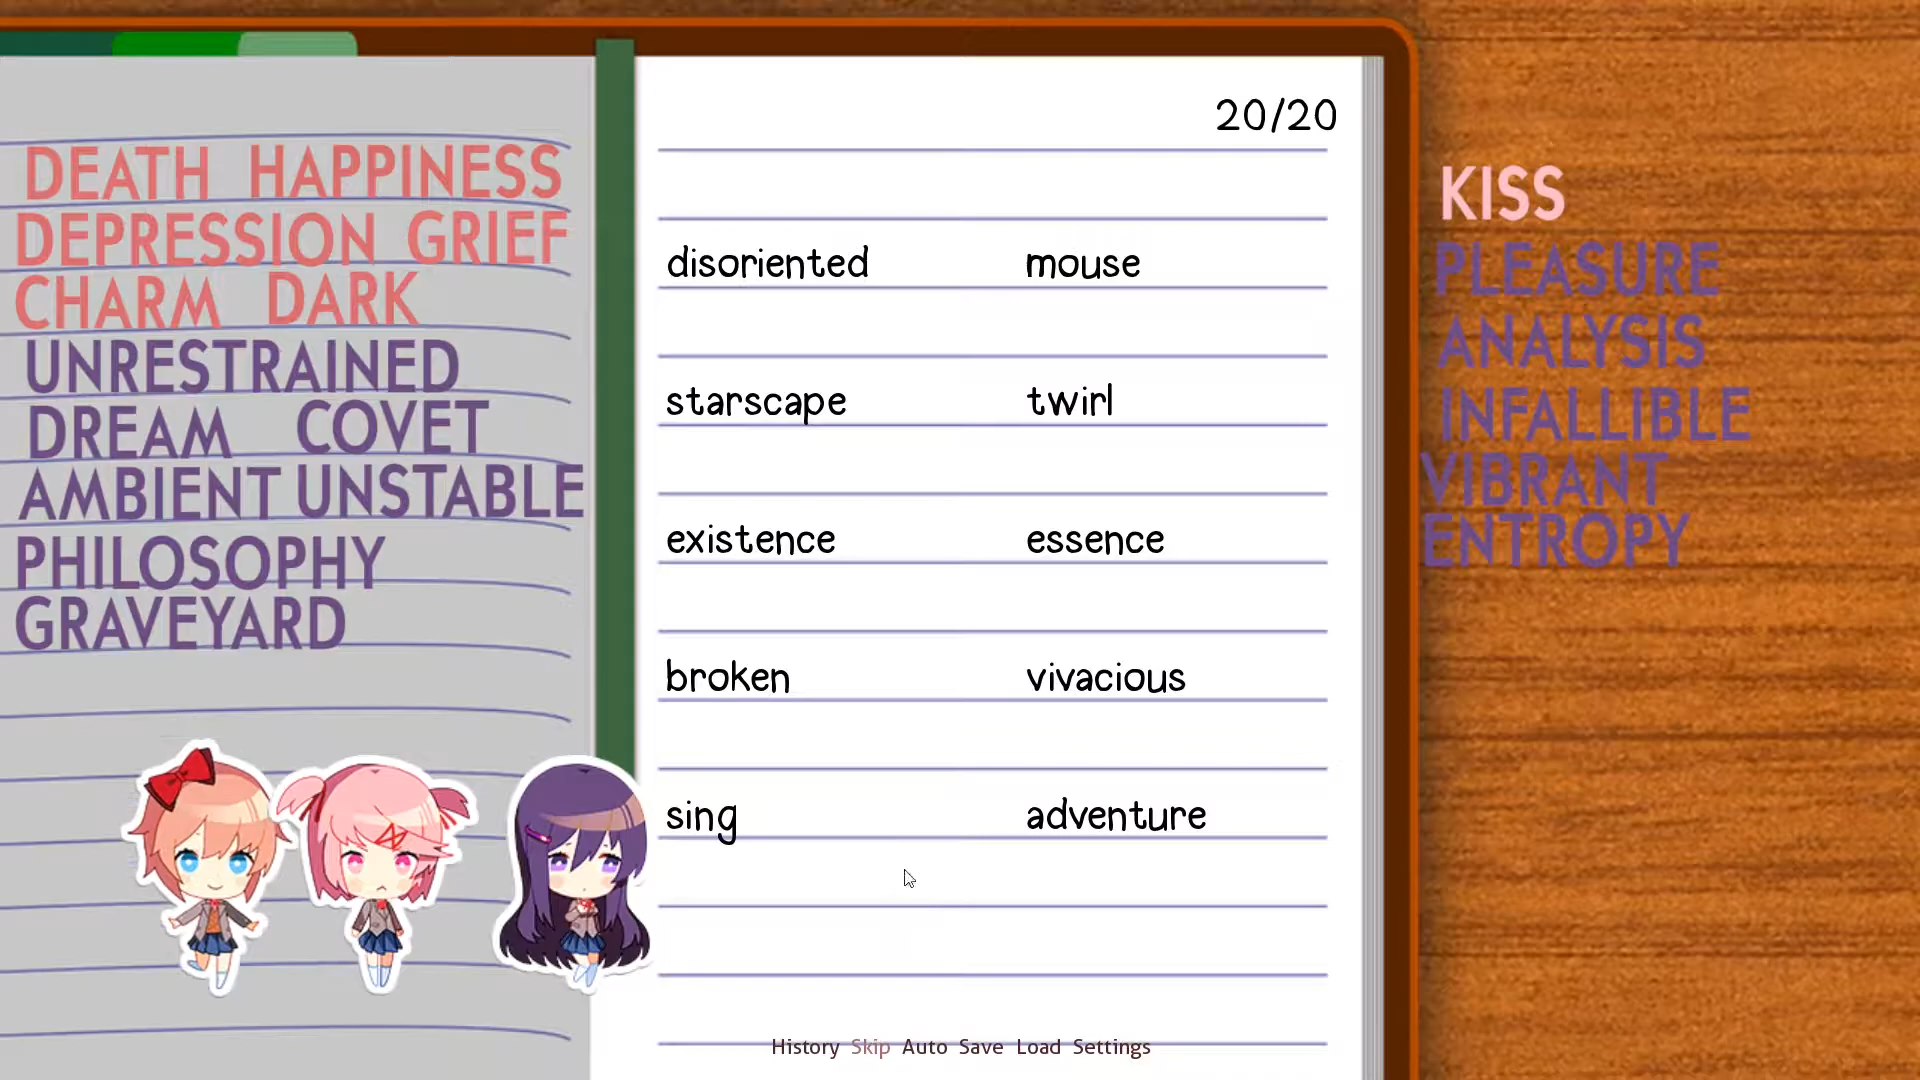 DEATH HAPPINESS
DEPRESSION GRIEF
CHARM DARK
UNRESTRAINED
DREAM COVET
AMBIENT UNSTABLE
PHILOSOPHY
GRAVEYARD
20/20
disoriented mouse
starscape twirl
existence essence
broken vivacious
sing adventure
KISS
PLEASURE
ANALYSIS
INFALLIBLE
VIBRANT
ENTROPY
History Skip Auto Save Load Settings